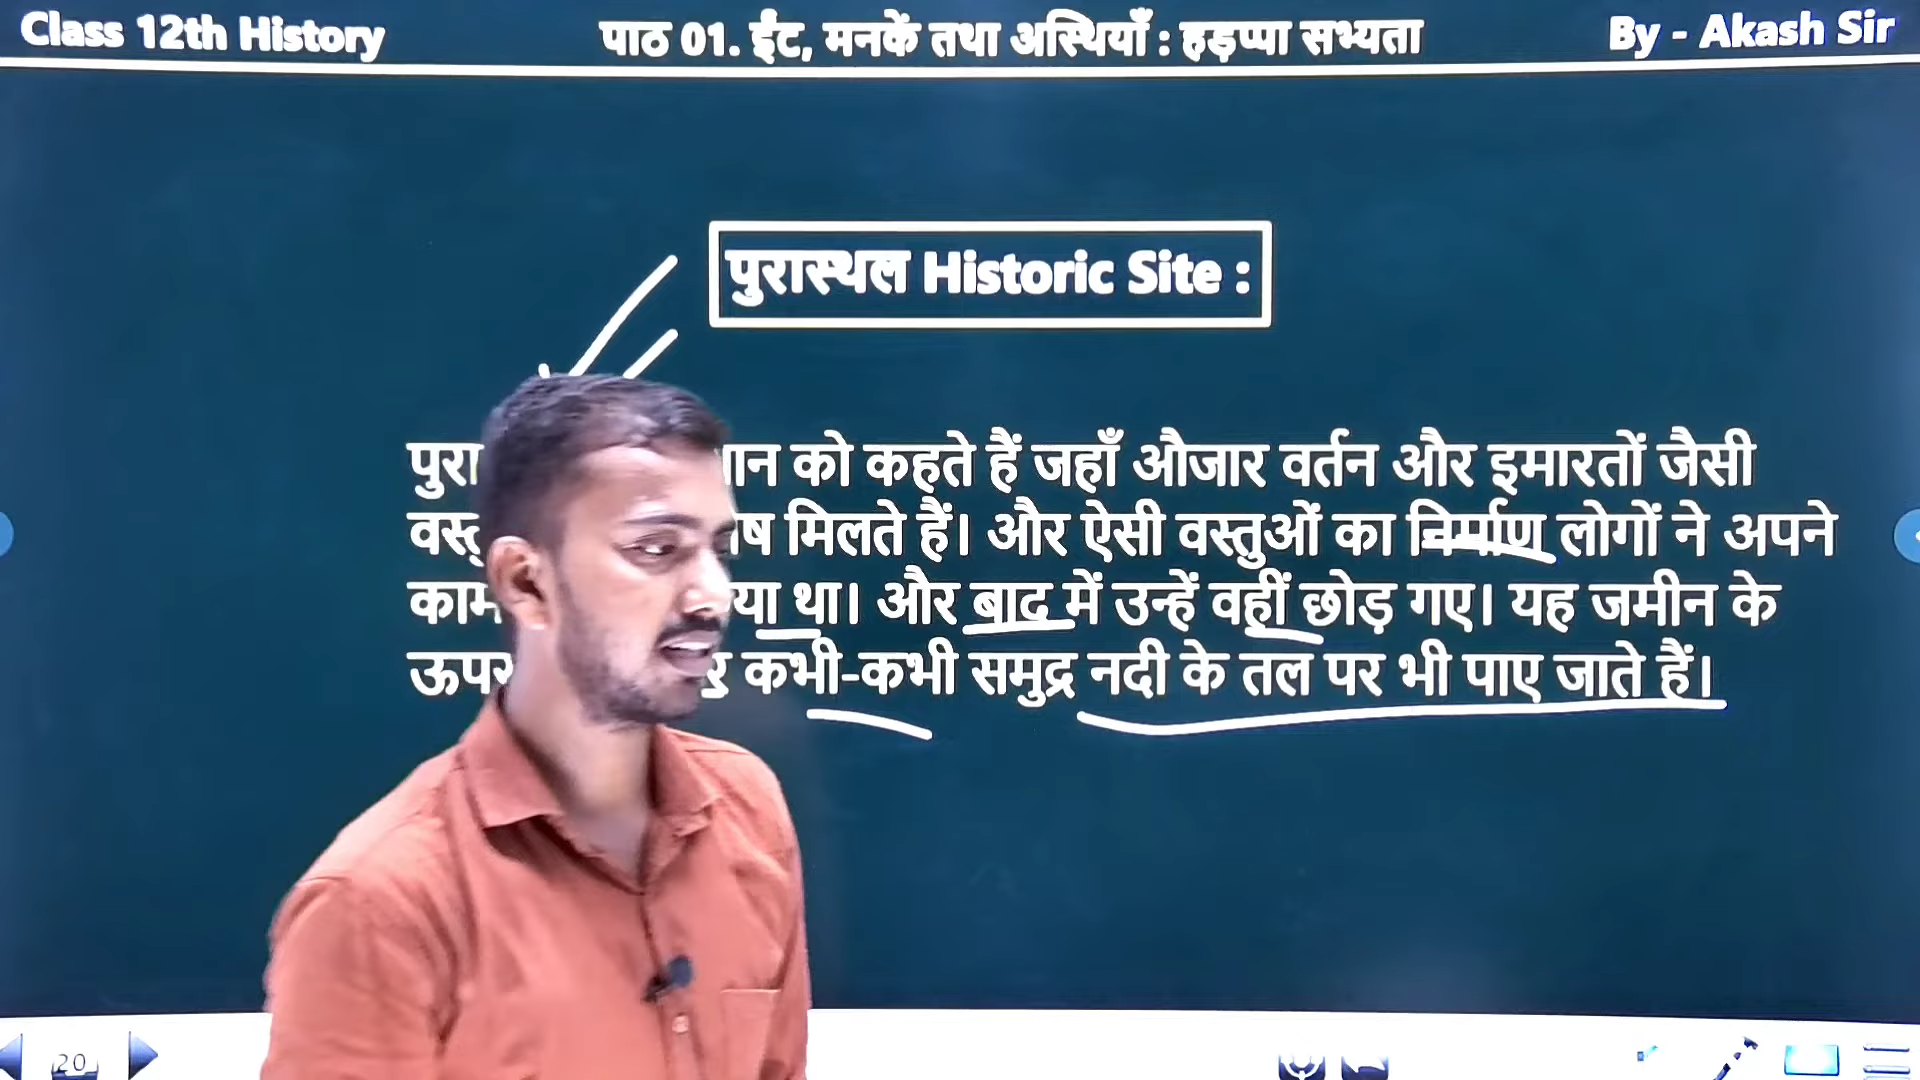 Class 12th History
पाठ 01. ईंट, मनकें तथा अस्थियाँ : हड़प्पा सभ्यता
By - Akash Sir
पुरास्थल Historic Site :
को कहते हैं जहाँ औजार वर्तन और इमारतों जैसी
मिलते हैं। और ऐसी वस्तुओं का निर्माण लोगों ने अपने
था। और बाद में उन्हें वहीं छोड़ गए। यह जमीन के
कभी-कभी समुद्र नदी के तल पर भी पाए जाते हैं।
20